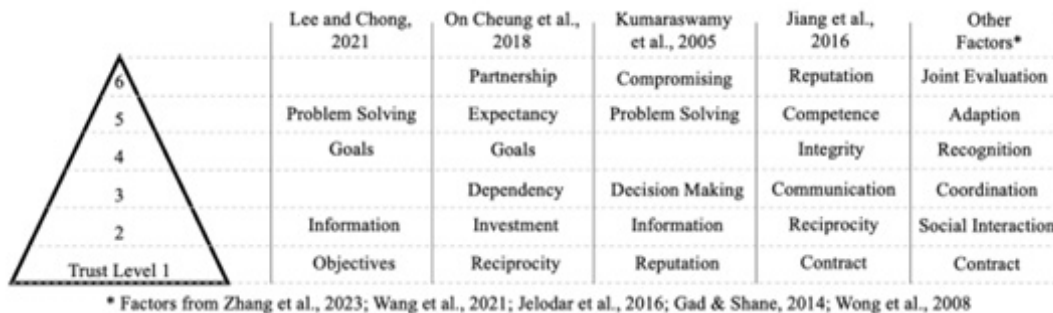 Lee and Chong, 2021 On Cheung et al., 2018 Kumaraswamy et al., 2005 Jiang et al., 2016 Other Factors*
6 Partnership Compromising Reputation Joint Evaluation
5 Problem Solving Expectancy Problem Solving Competence Adaption
4 Goals Goals Integrity Recognition
3 Dependency Decision Making Communication Coordination
2 Information Investment Information Reciprocity Social Interaction
Trust Level 1 Objectives Reciprocity Reputation Contract Contract
* Factors from Zhang et al., 2023; Wang et al., 2021; Jelodar et al., 2016; Gad & Shane, 2014; Wong et al., 2008